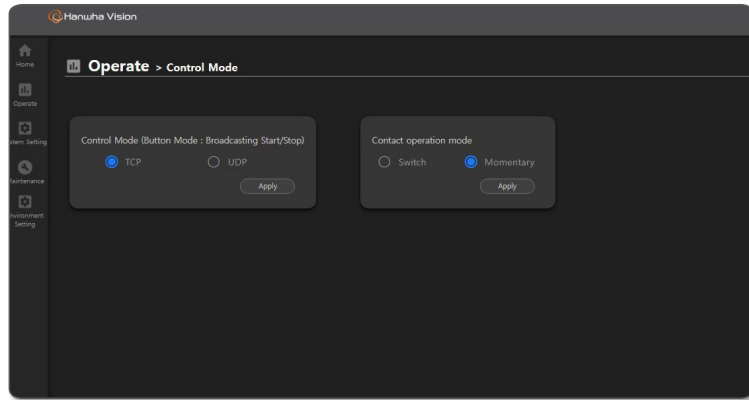 Hanwha Vision
Home
Operate
stem Setting
aintenance
nvironment
Setting
Operate > Control Mode
Control Mode (Button Mode : Broadcasting Start/Stop)
TCP
UDP
Apply
Contact operation mode
Switch
Momentary
Apply